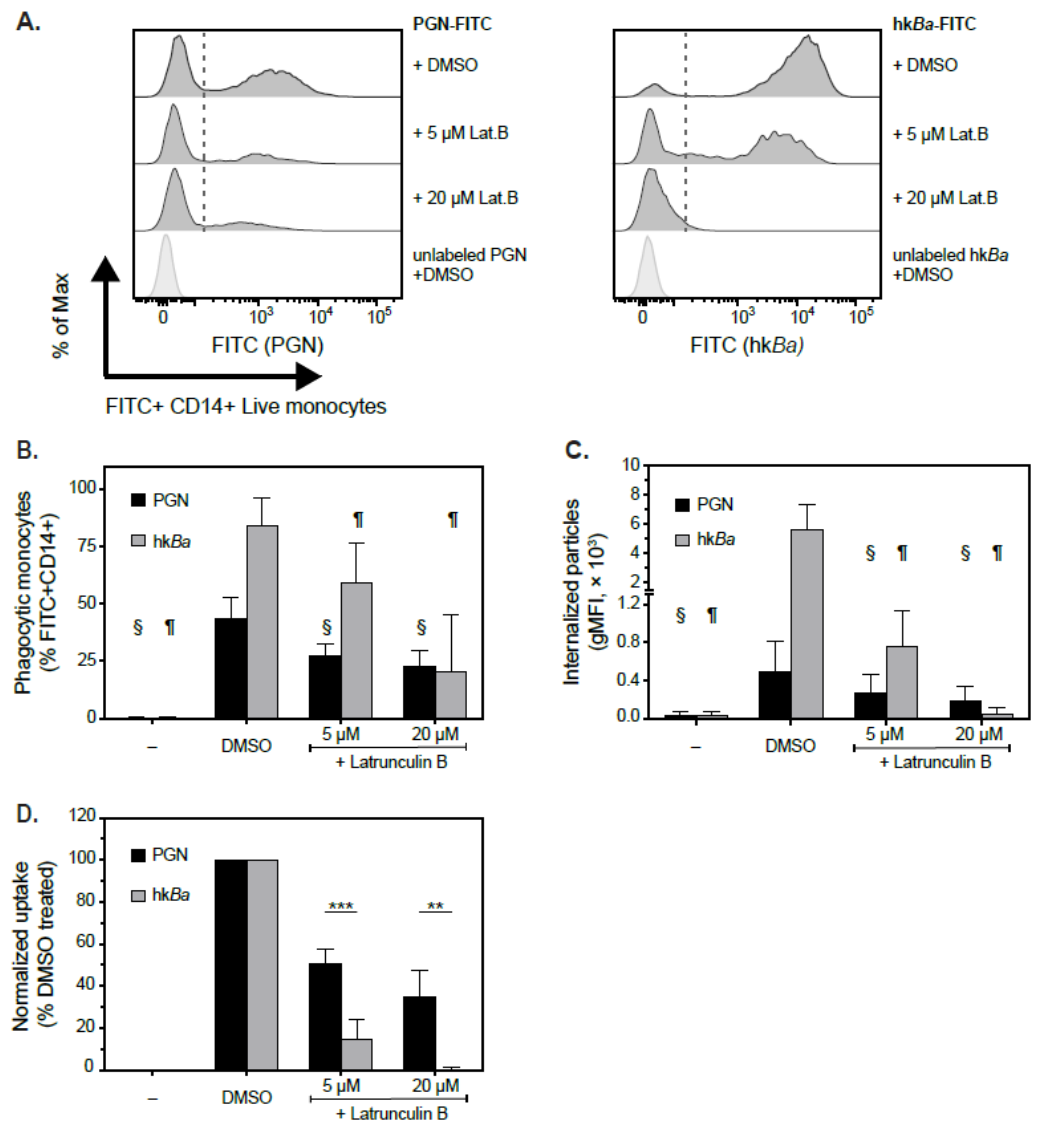 A.
PGN-FITC
+ DMSO
+ 5 µM Lat.B
+ 20 µM Lat.B
unlabeled PGN
+DMSO
0 10³ 10⁴ 10⁵
FITC (PGN)
hkBa-FITC
+ DMSO
+ 5 µM Lat.B
+ 20 µM Lat.B
unlabeled hkBa
+DMSO
0 10³ 10⁴ 10⁵
FITC (hkBa)
% of Max
FITC+ CD14+ Live monocytes
B.
Phagocytic monocytes
(% FITC+CD14+)
100
75
50
25
0
PGN
hkBa
§ ¶ § ¶ § ¶
– DMSO 5 µM 20 µM
+ Latrunculin B
C.
Internalized particles
(gMFI, × 10³)
10
8
6
4
2
1.2
0.8
0.4
0.0
PGN
hkBa
§ ¶ § ¶ § ¶
– DMSO 5 µM 20 µM
+ Latrunculin B
D.
Normalized uptake
(% DMSO treated)
120
100
80
60
40
20
0
PGN
hkBa
*** **
– DMSO 5 µM 20 µM
+ Latrunculin B